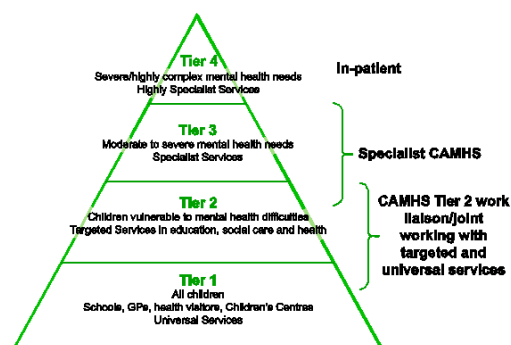 Tier 4
Severe/highly complex mental health needs
Highly Specialist Services
In-patient
Tier 3
Moderate to severe mental health needs
Specialist Services
Specialist CAMHS
Tier 2
Children vulnerable to mental health difficulties
Targeted Services in education, social care and health
CAMHS Tier 2 work
liaison/joint
working with
targeted and
universal services
Tier 1
All children
Schools, GPs, health visitors, Children's Centres
Universal Services